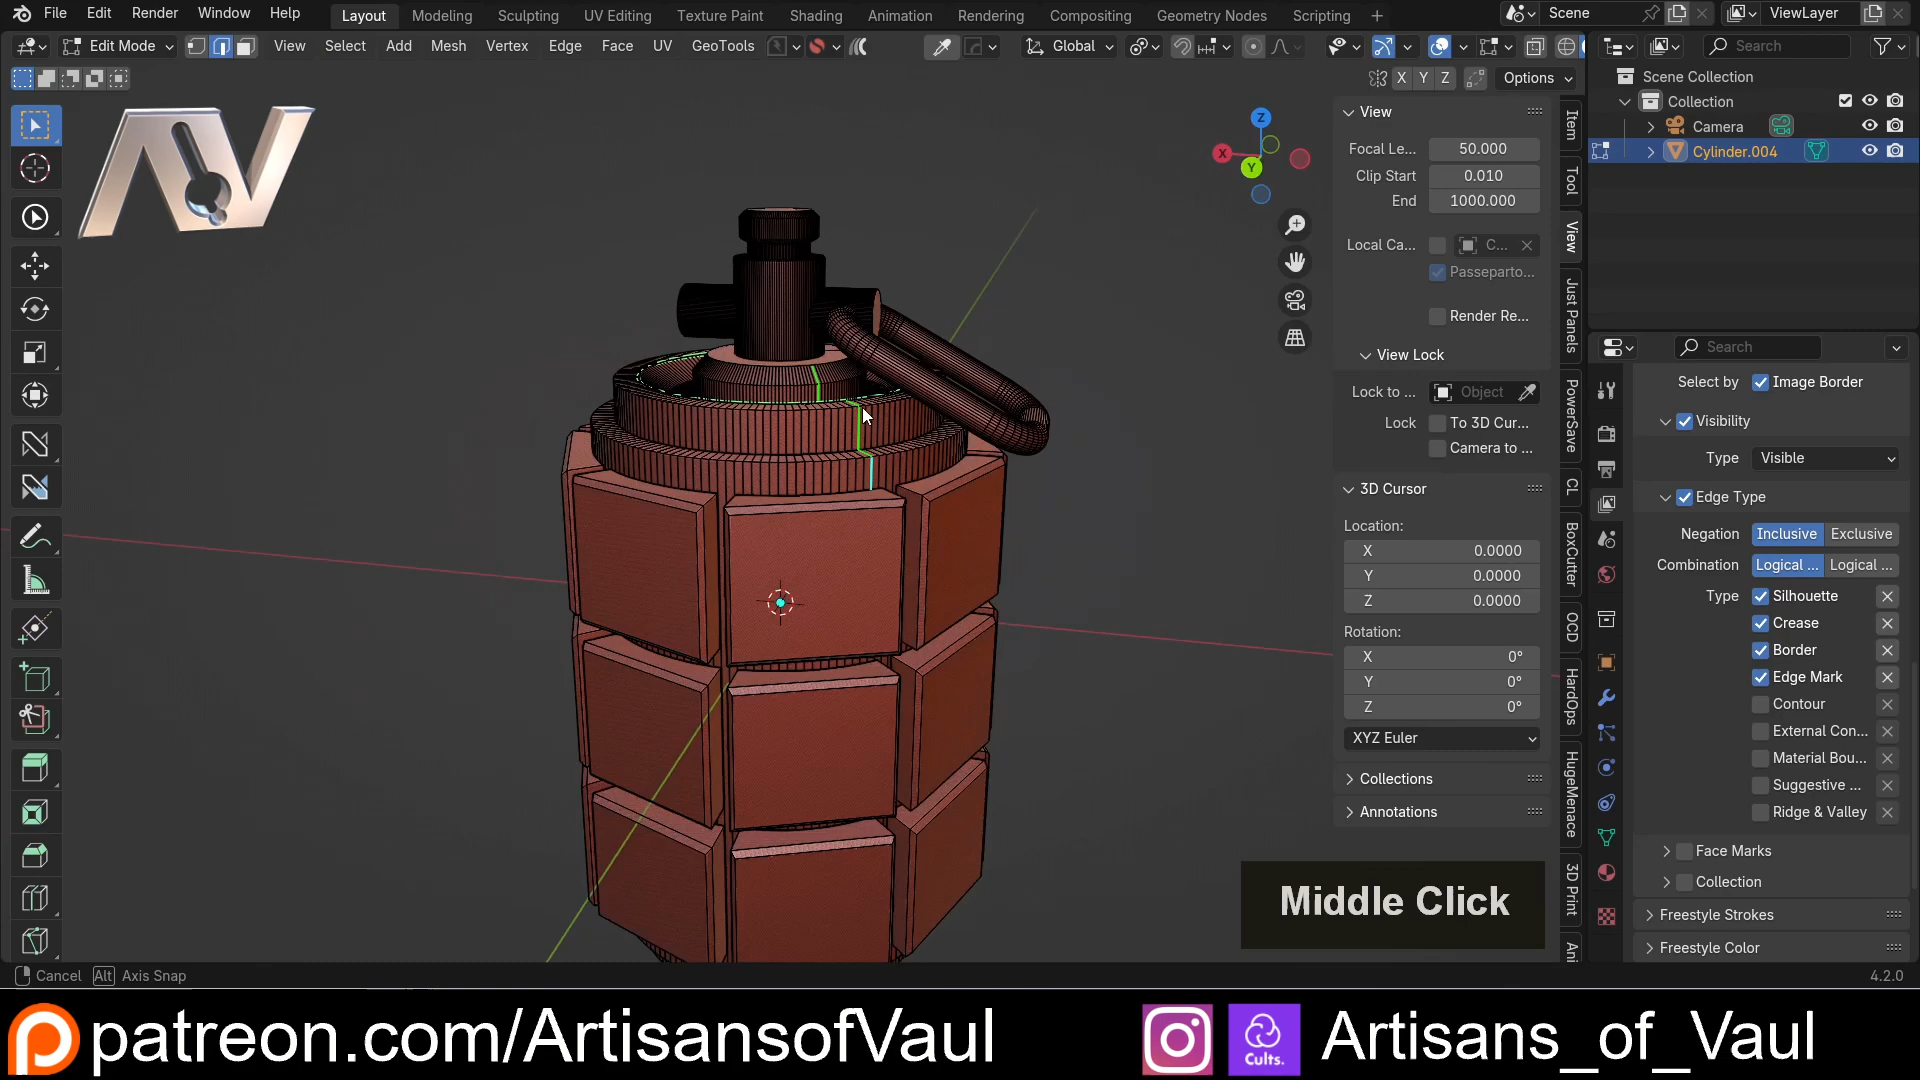 File Edit Render Window Help Layout Modeling Sculpting UV Editing Texture Paint Shading Animation Rendering Compositing Geometry Nodes Scripting + Scene ViewLayer
Edit Mode View Select Add Mesh Vertex Edge Face UV GeoTools Global Search
X Y Z Options
Scene Collection
Collection
Camera
Cylinder.004
AV
Z
X
Y
View
Focal Le... 50.000
Clip Start 0.010
End 1000.000
Local Ca... C...
Passeparto...
Render Re...
View Lock
Lock to ... Object
Lock To 3D Cur...
Camera to ...
3D Cursor
Location:
X 0.0000
Y 0.0000
Z 0.0000
Rotation:
X 0°
Y 0°
Z 0°
XYZ Euler
Collections
Annotations
Item
Tool
View
Just Panels
PowerSave
CL
BoxCutter
OCD
HardOps
HugeMenace
3D Print
Ani
Search
Select by Image Border
Visibility
Type Visible
Edge Type
Negation Inclusive Exclusive
Combination Logical ... Logical ...
Type Silhouette
Crease
Border
Edge Mark
Contour
External Con...
Material Bou...
Suggestive ...
Ridge & Valley
Face Marks
Collection
Freestyle Strokes
Freestyle Color
Middle Click
Cancel Alt Axis Snap 4.2.0
patreon.com/ArtisansofVaul Cults. Artisans_of_Vaul